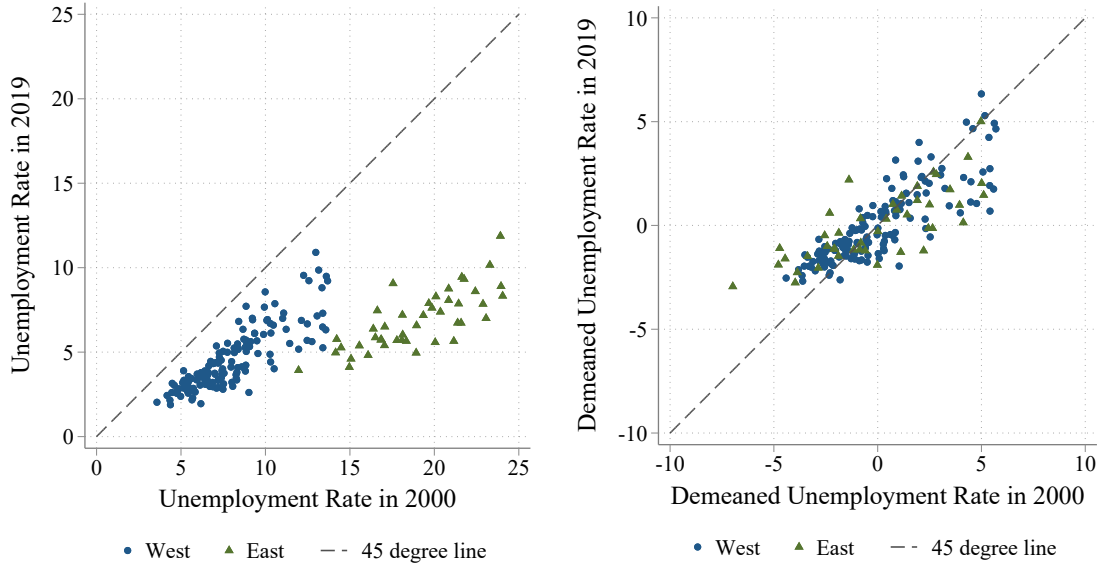 Unemployment Rate in 2019
25
20
15
10
5
0
0 5 10 15 20 25
Unemployment Rate in 2000
West East 45 degree line
Demeaned Unemployment Rate in 2019
10
5
0
-5
-10
-10 -5 0 5 10
Demeaned Unemployment Rate in 2000
West East 45 degree line